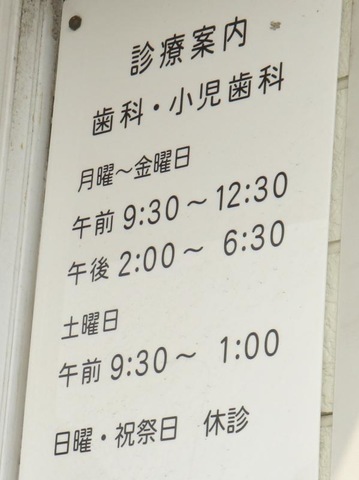 診療案内
歯科・小児歯科
月曜～金曜日
午前 9:30～12:30
午後 2:00～ 6:30
土曜日
午前 9:30～ 1:00
日曜・祝祭日 休診